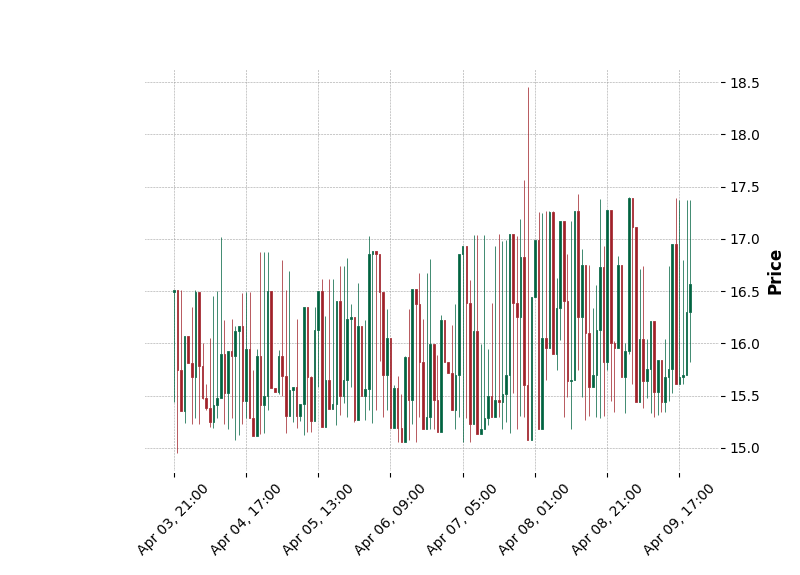 18.5
18.0
17.5
17.0
16.5
16.0
15.5
15.0
Price
Apr 03, 21:00
Apr 04, 17:00
Apr 05, 13:00
Apr 06, 09:00
Apr 07, 05:00
Apr 08, 01:00
Apr 08, 21:00
Apr 09, 17:00